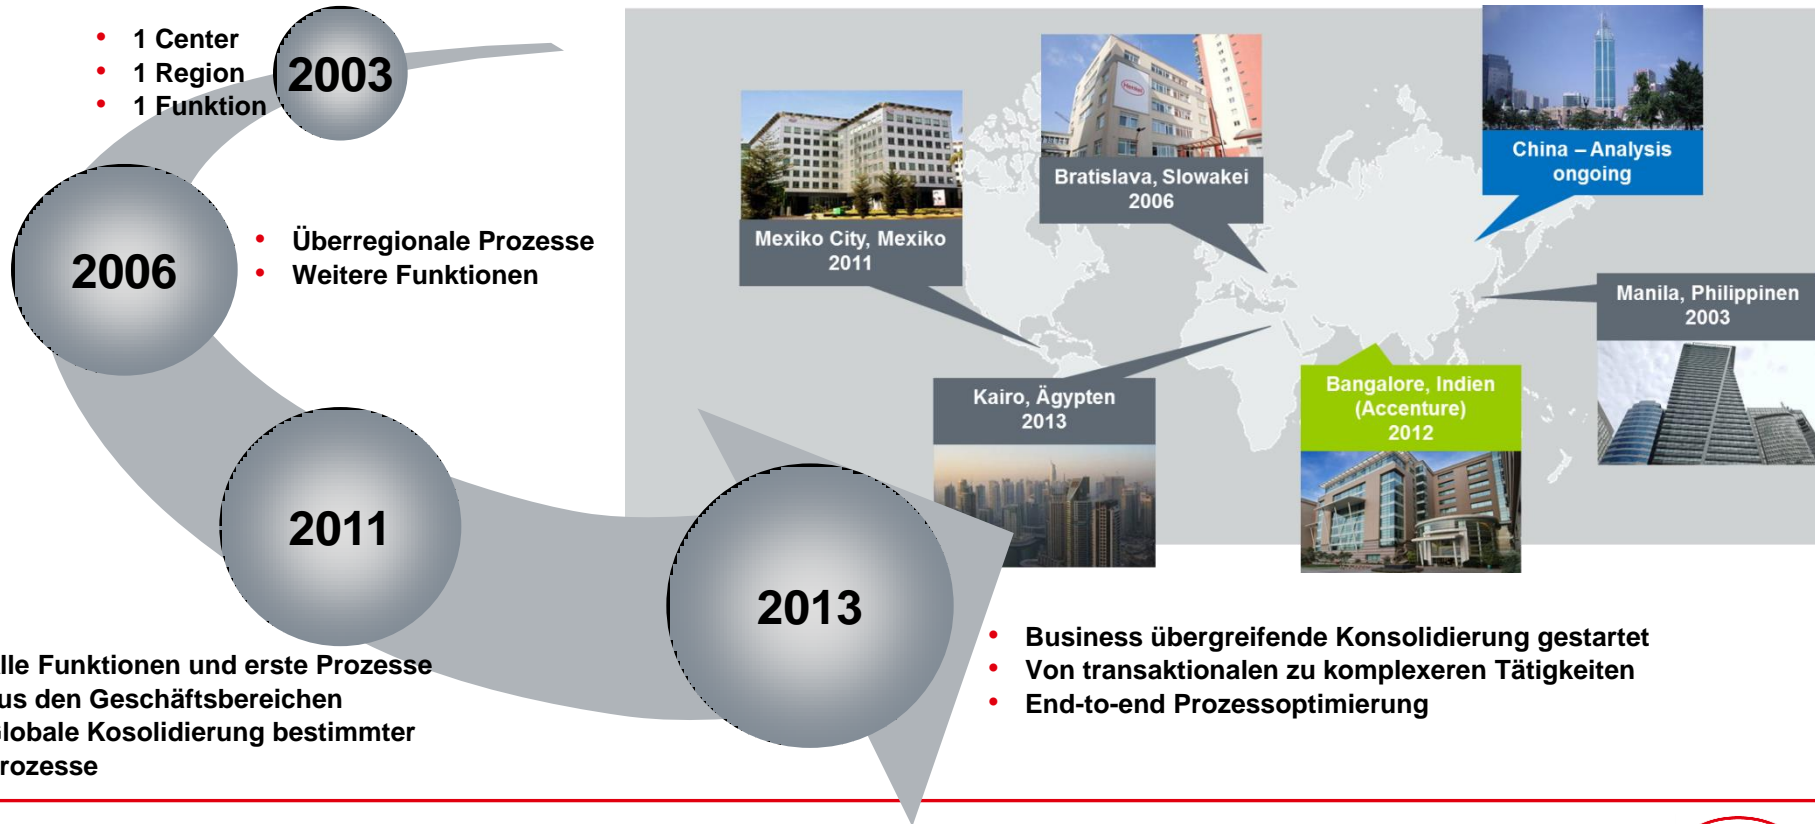 1 Center
1 Region
1 Funktion
2003
2006
Überregionale Prozesse
Weitere Funktionen
2011
lle Funktionen und erste Prozesse
us den Geschäftsbereichen
lobale Kosolidierung bestimmter
rozesse
2013
Business übergreifende Konsolidierung gestartet
Von transaktionalen zu komplexeren Tätigkeiten
End-to-end Prozessoptimierung
Mexiko City, Mexiko
2011
Henkel
Bratislava, Slowakei
2006
China – Analysis
ongoing
Manila, Philippinen
2003
Kairo, Ägypten
2013
Bangalore, Indien
(Accenture)
2012